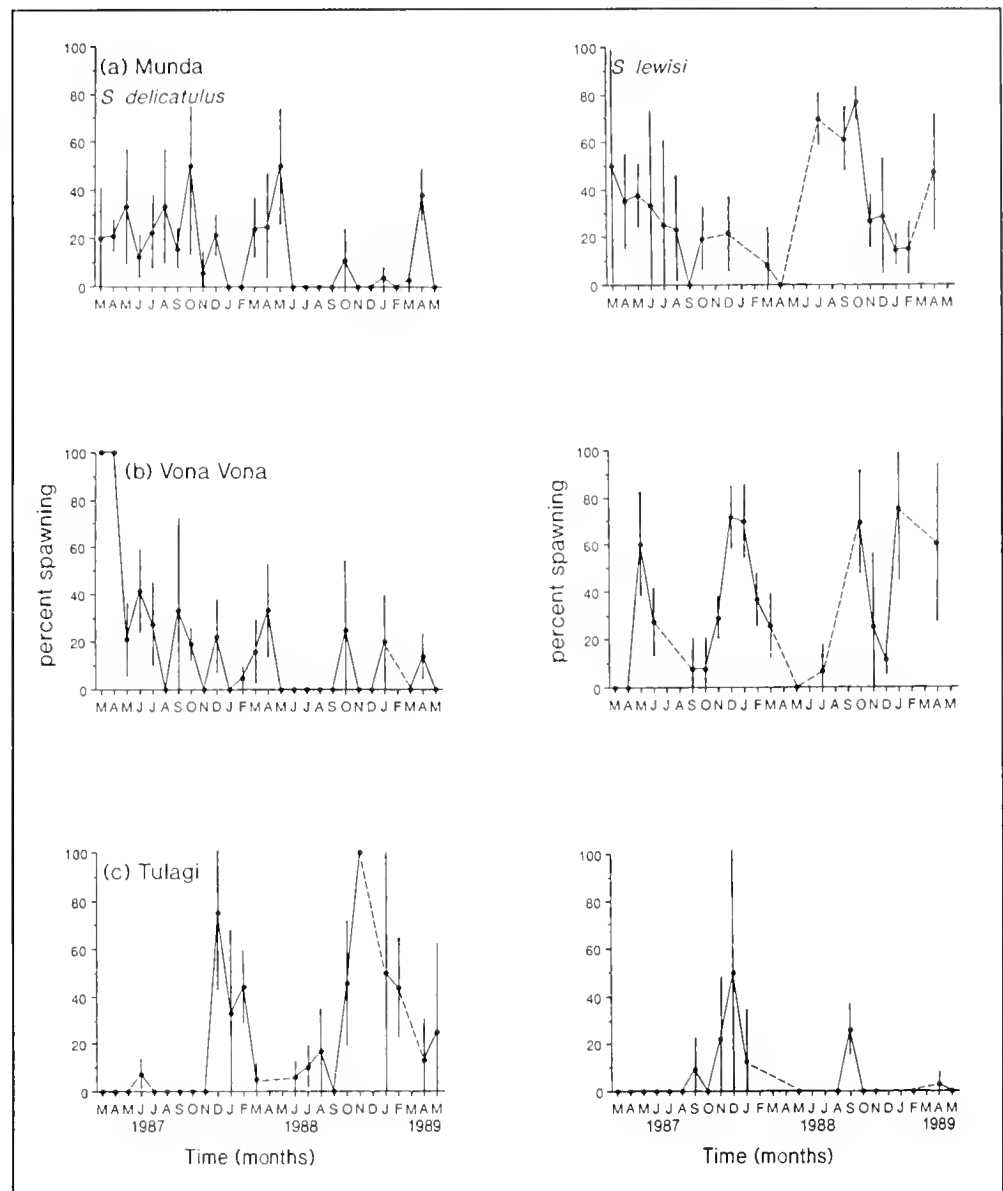 (a) Munda
S delicatulus
100
80
60
40
20
0
M A M J J A S O N D J F M A M J J A S O N D J F M A M
S lewisi
100
80
60
40
20
0
M A M J J A S O N D J F M A M J J A S O N D J F M A M
(b) Vona Vona
percent spawning
100
80
60
40
20
0
M A M J J A S O N D J F M A M J J A S O N D J F M A M
percent spawning
100
80
60
40
20
0
M A M J J A S O N D J F M A M J J A S O N D J F M A M
(c) Tulagi
100
80
60
40
20
0
M A M J J A S O N D J F M A M J J A S O N D J F M A M
1987 1988 1989
Time (months)
100
80
60
40
20
0
M A M J J A S O N D J F M A M J J A S O N D J F M A M
1987 1988 1989
Time (months)